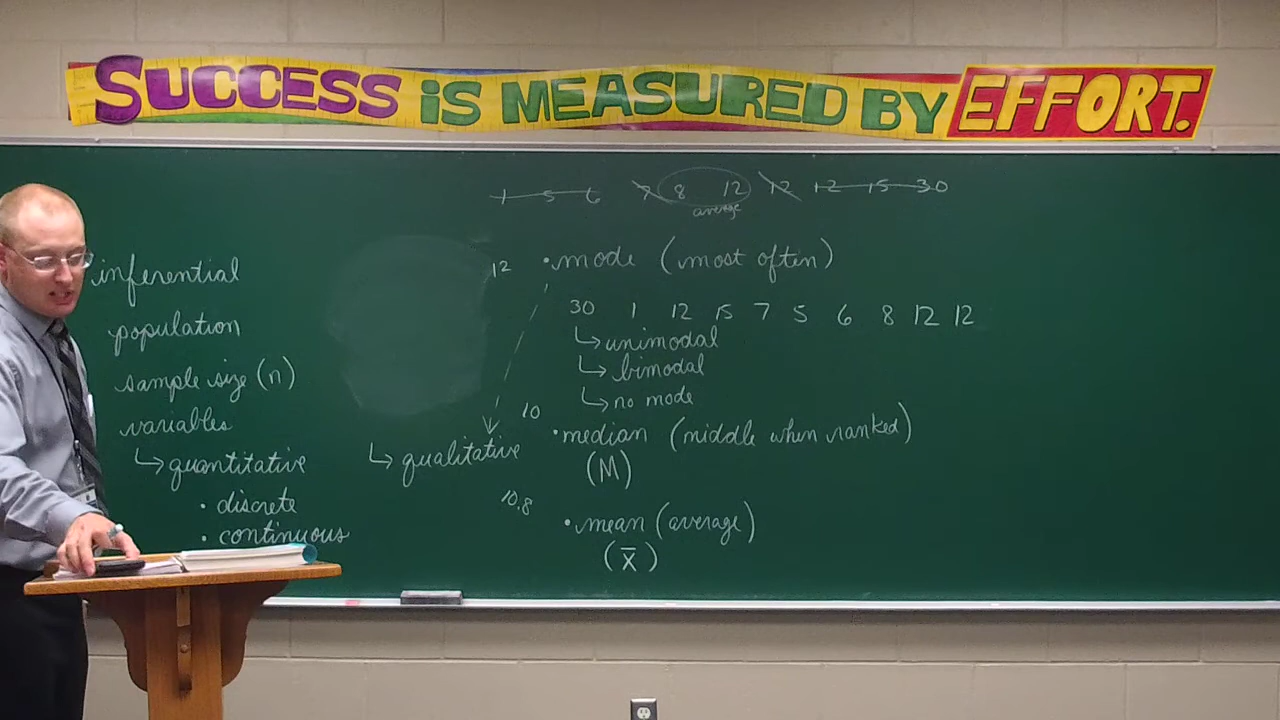 SUCCESS iS MEASURED BY EFFORT.
1 5 6 7 8 12 12 12 15 30
average
inferential
population
sample size (n)
variables
↳ quantitative
• discrete
• continuous
↳ qualitative
12 • mode (most often)
30 1 12 15 7 5 6 8 12 12
↳ unimodal
↳ bimodal
↳ no mode
10 • median (middle when ranked)
(M)
10.8 • mean (average)
(x̅)